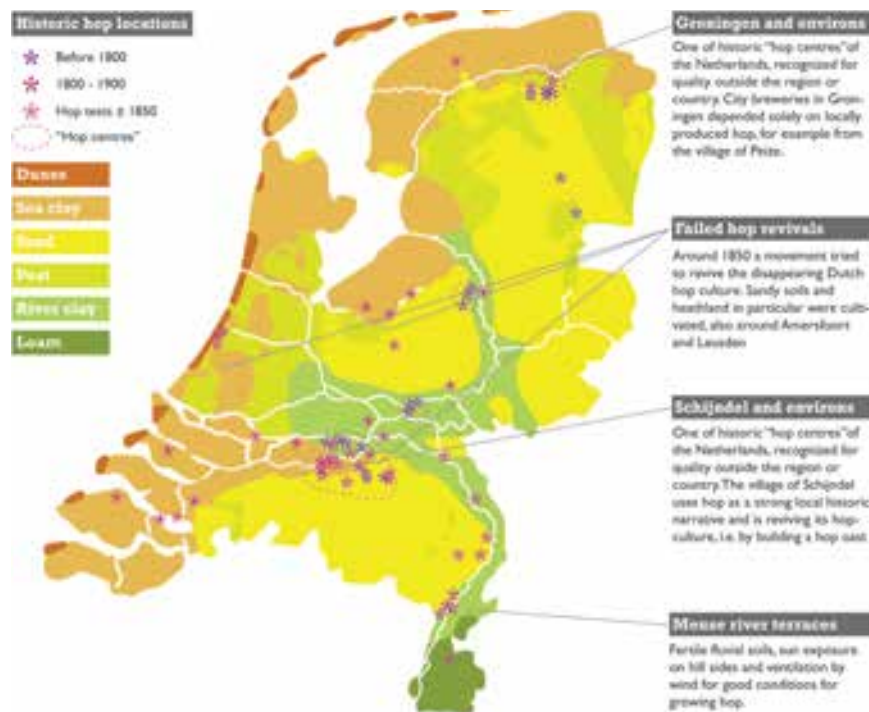 Historic hop locations
Before 1800
1800 - 1900
Hop tests ± 1850
"Hop centres"
Dunes
Sea clay
Sand
Peat
River clay
Loam
Groningen and environs
One of historic "hop centres" of
the Netherlands, recognized for
quality outside the region or
country. City breweries in Gron-
ingen depended solely on locally
produced hop, for example from
the village of Peize.
Failed hop revivals
Around 1850 a movement tried
to revive the disappearing Dutch
hop culture. Sandy soils and
heathland in particular were culti-
vated, also around Amersfoort
and Leusden
Schijndel and environs
One of historic "hop centres" of
the Netherlands, recognized for
quality outside the region or
country. The village of Schijndel
uses hop as a strong local historic
narrative and is reviving its hop-
culture, i.e. by building a hop oast
Meuse river terraces
Fertile fluvial soils, sun exposure
on hill sides and ventilation by
wind for good conditions for
growing hop.